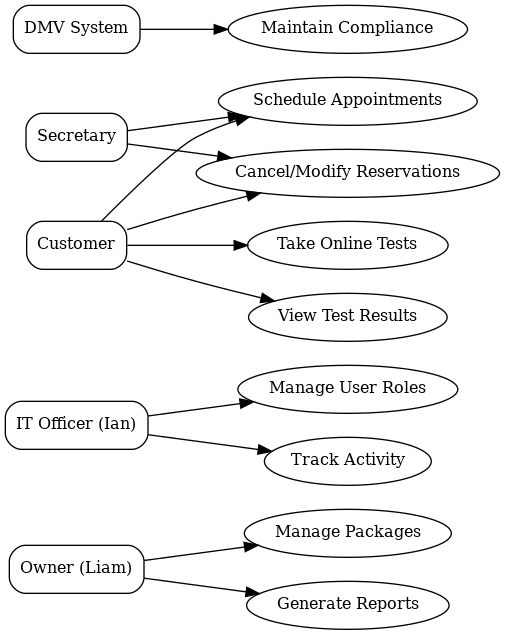 DMV System
Maintain Compliance
Schedule Appointments
Secretary
Cancel/Modify Reservations
Customer
Take Online Tests
View Test Results
Manage User Roles
IT Officer (Ian)
Track Activity
Manage Packages
Owner (Liam)
Generate Reports